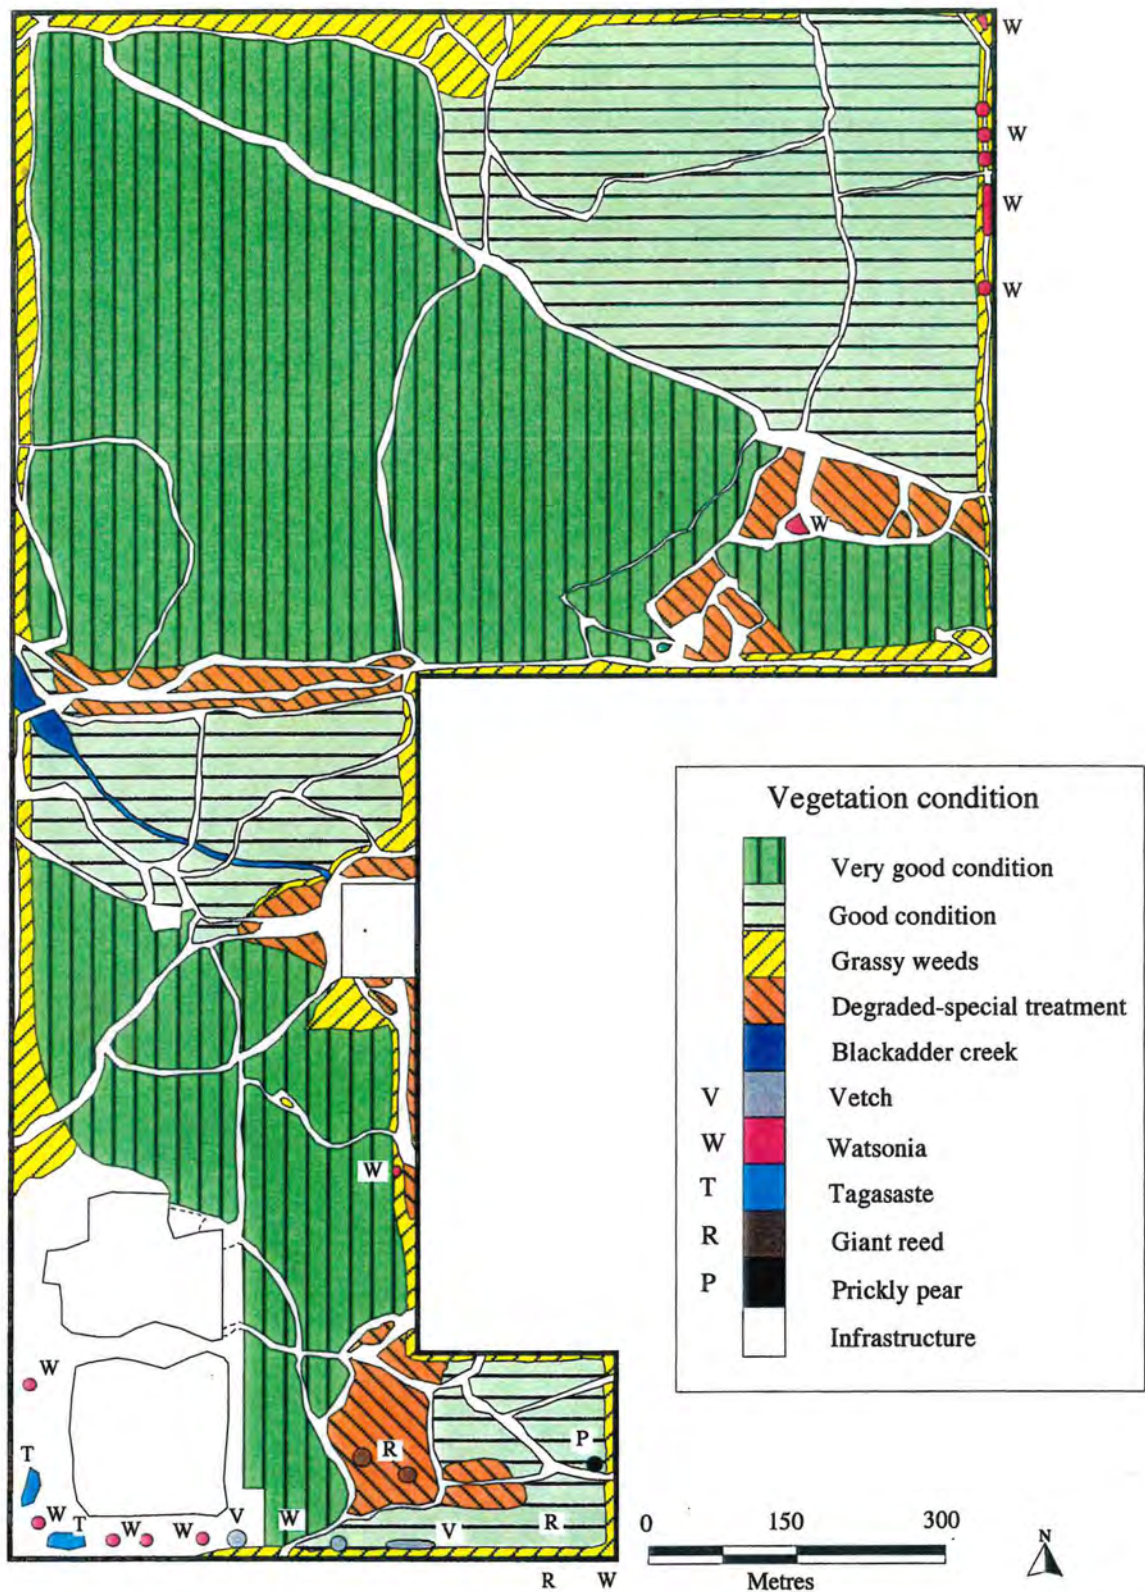 W
W
W
W
W
W
Vegetation condition
Very good condition
Good condition
Grassy weeds
Degraded-special treatment
Blackadder creek
V Vetch
W Watsonia
T Tagasaste
R Giant reed
P Prickly pear
Infrastructure
W
T
W
T
W
W
V
W
R
V
P
R
R W
0 150 300
Metres
N